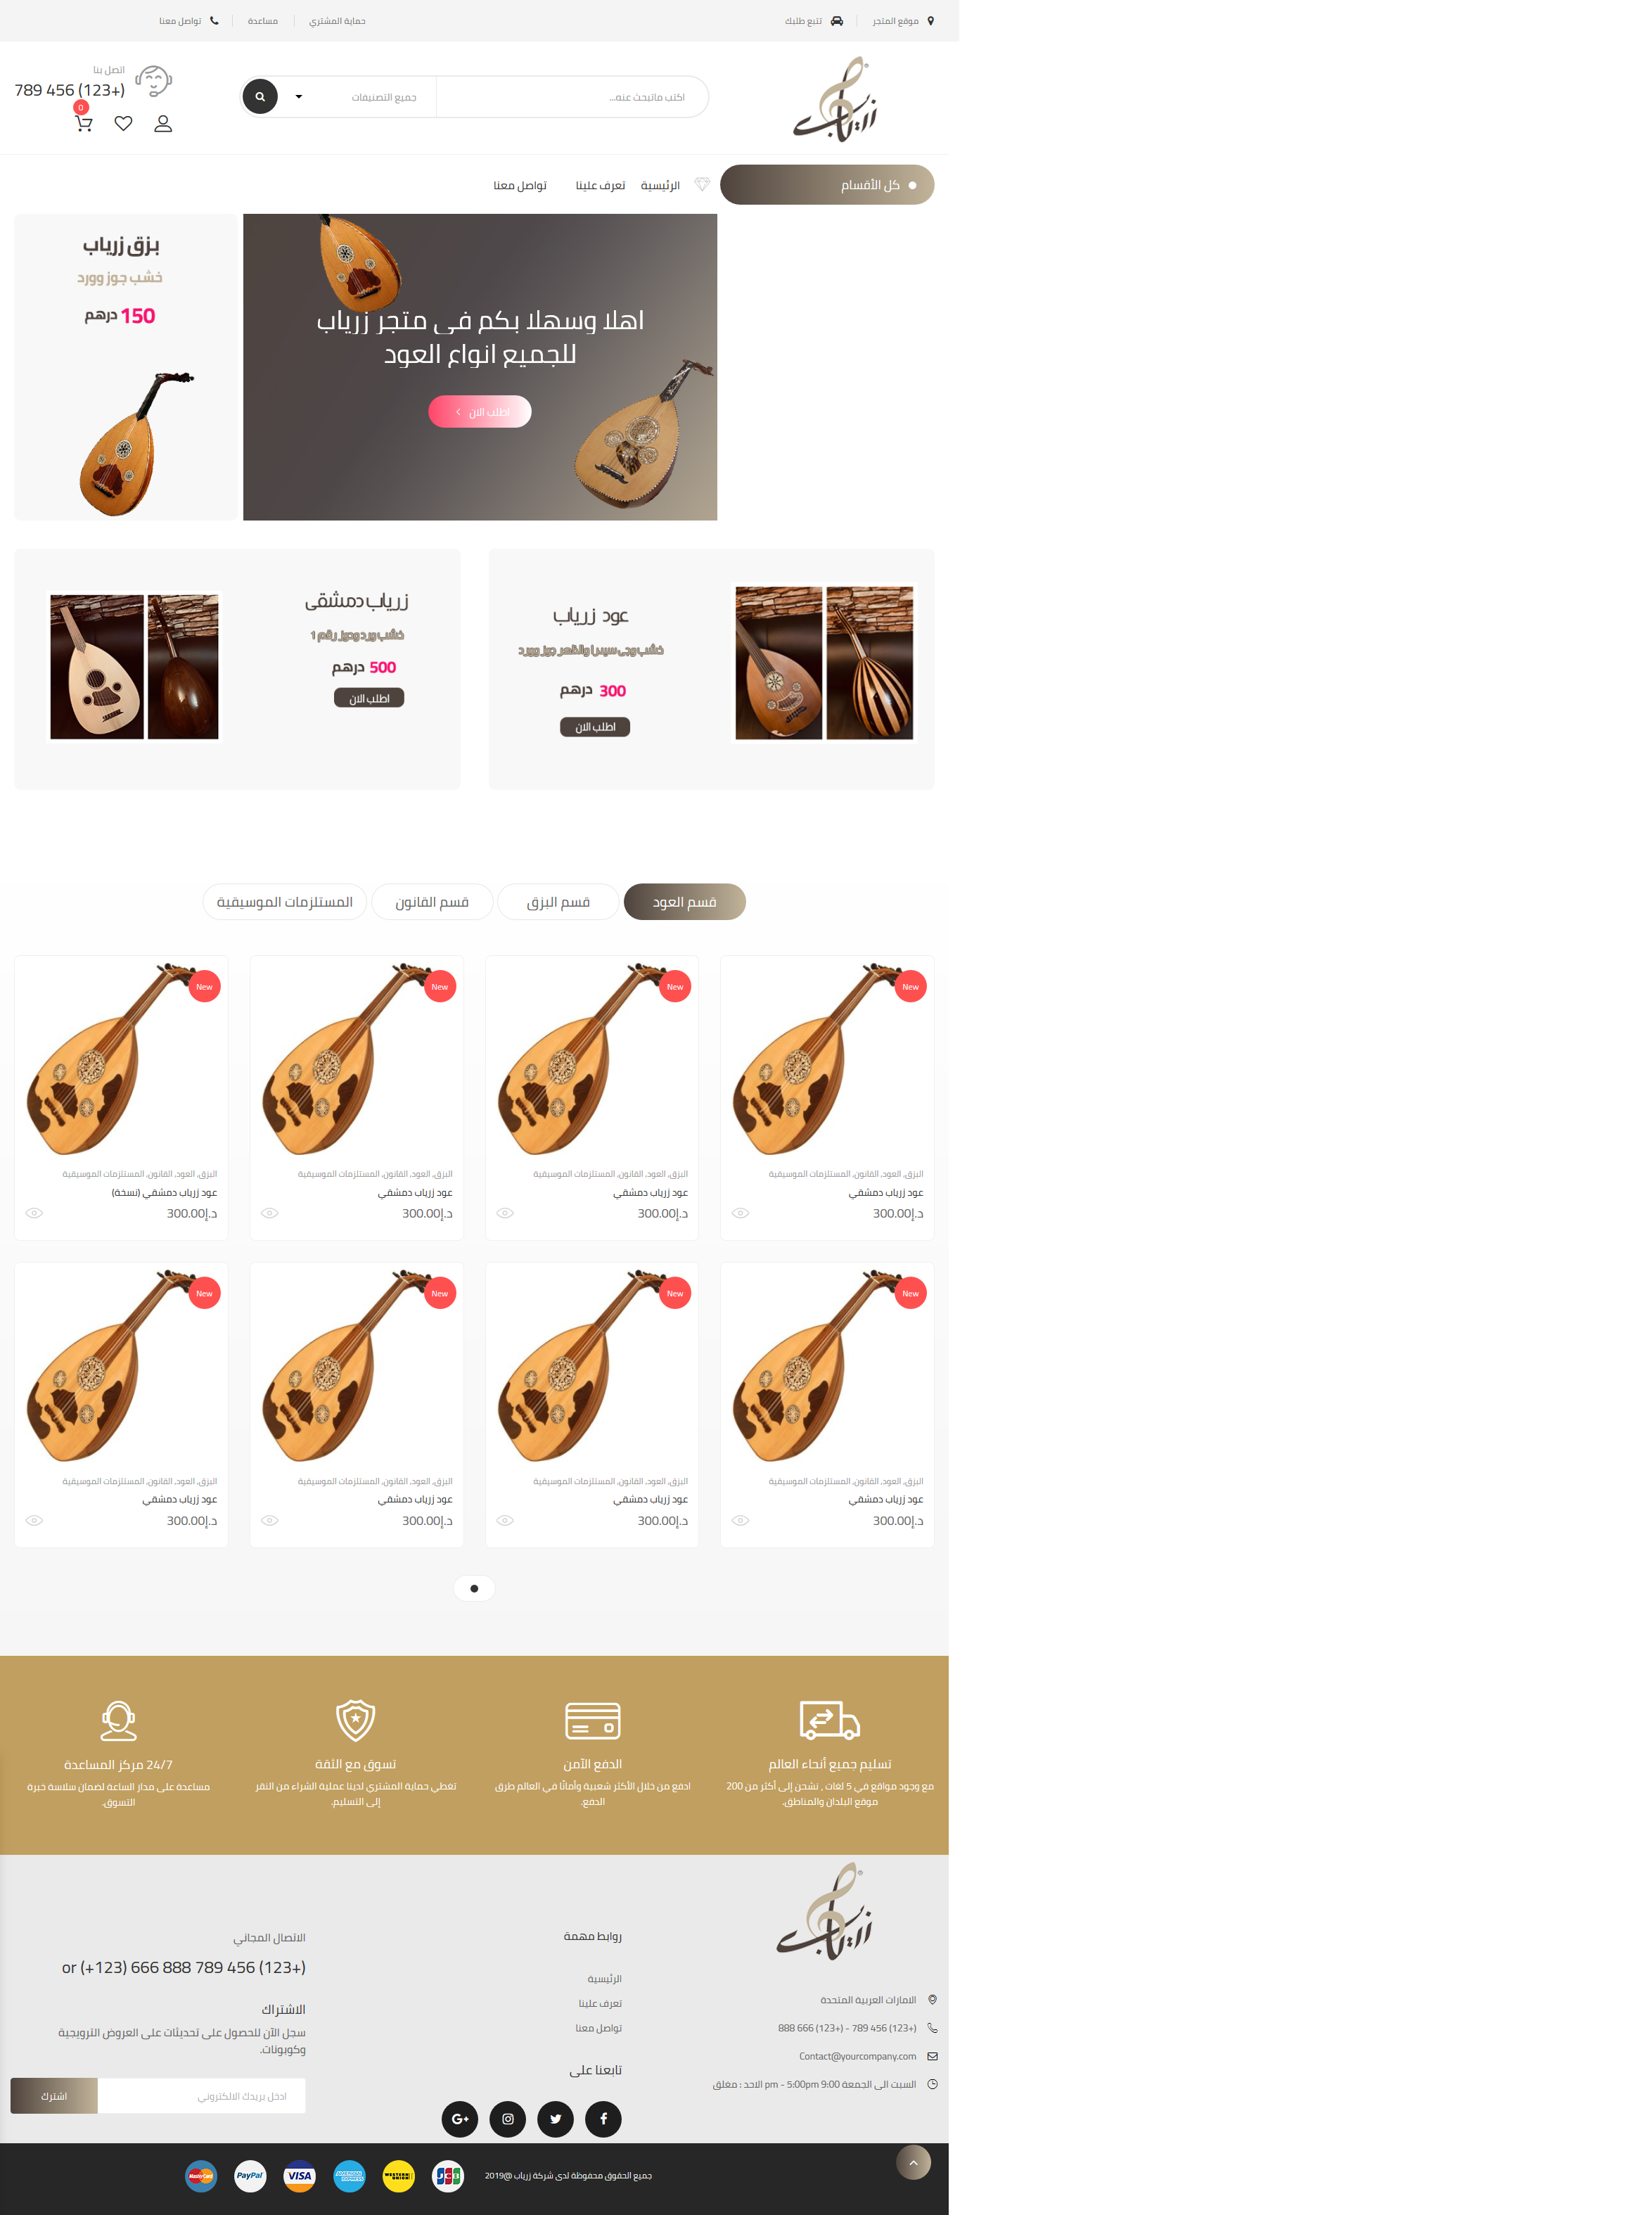 موقع المتجر
تتبع طلبك
حماية المشتري
مساعدة
تواصل معنا
زرياب
اكتب ماتبحث عنه...
جميع التصنيفات
اتصل بنا
(+123) 456 789
0
كل الأقسام
الرئيسية
تعرف علينا
تواصل معنا
اهلا وسهلا بكم في متجر زرياب
للجميع انواع العود
اطلب الان
بزق زرياب
خشب جوز وورد
150 درهم
عود زرياب
خشب وجي سيدرا والظهر جوز وورد
300 درهم
اطلب الان
زرياب دمشقي
خشب ورد وجوز رقم 1
500 درهم
اطلب الان
قسم العود
قسم البزق
قسم القانون
المستلزمات الموسيقية
New
New
New
New
البزق, العود, القانون, المستلزمات الموسيقية
عود زرياب دمشقي
د.إ300.00
البزق, العود, القانون, المستلزمات الموسيقية
عود زرياب دمشقي
د.إ300.00
البزق, العود, القانون, المستلزمات الموسيقية
عود زرياب دمشقي
د.إ300.00
البزق, العود, القانون, المستلزمات الموسيقية
عود زرياب دمشقي (نسخة)
د.إ300.00
New
New
New
New
البزق, العود, القانون, المستلزمات الموسيقية
عود زرياب دمشقي
د.إ300.00
البزق, العود, القانون, المستلزمات الموسيقية
عود زرياب دمشقي
د.إ300.00
البزق, العود, القانون, المستلزمات الموسيقية
عود زرياب دمشقي
د.إ300.00
البزق, العود, القانون, المستلزمات الموسيقية
عود زرياب دمشقي
د.إ300.00
تسليم جميع أنحاء العالم
مع وجود مواقع في 5 لغات , نشحن إلى أكثر من 200
موقع البلدان والمناطق.
الدفع الآمن
ادفع من خلال الأكثر شعبية وأمانًا في العالم طرق
الدفع.
تسوق مع الثقة
تغطي حماية المشتري لدينا عملية الشراء من النقر
إلى التسليم.
24/7 مركز المساعدة
مساعدة على مدار الساعة لضمان سلاسة خبرة
التسوق.
زرياب
الامارات العربية المتحدة
(+123) 456 789 - (+123) 666 888
Contact@yourcompany.com
السبت الى الجمعة 9:00 pm - 5:00pm الاحد : مغلق
روابط مهمة
الرئيسية
تعرف علينا
تواصل معنا
تابعنا على
الاتصال المجاني
(+123) 456 789 or (+123) 666 888
الاشتراك
سجل الآن للحصول على تحديثات على العروض الترويجية
وكوبونات.
ادخل بريدك الالكتروني
اشترك
جميع الحقوق محفوظة لدى شركة زرياب @2019
JCB
WESTERN UNION
AMERICAN EXPRESS
VISA
PayPal
MasterCard